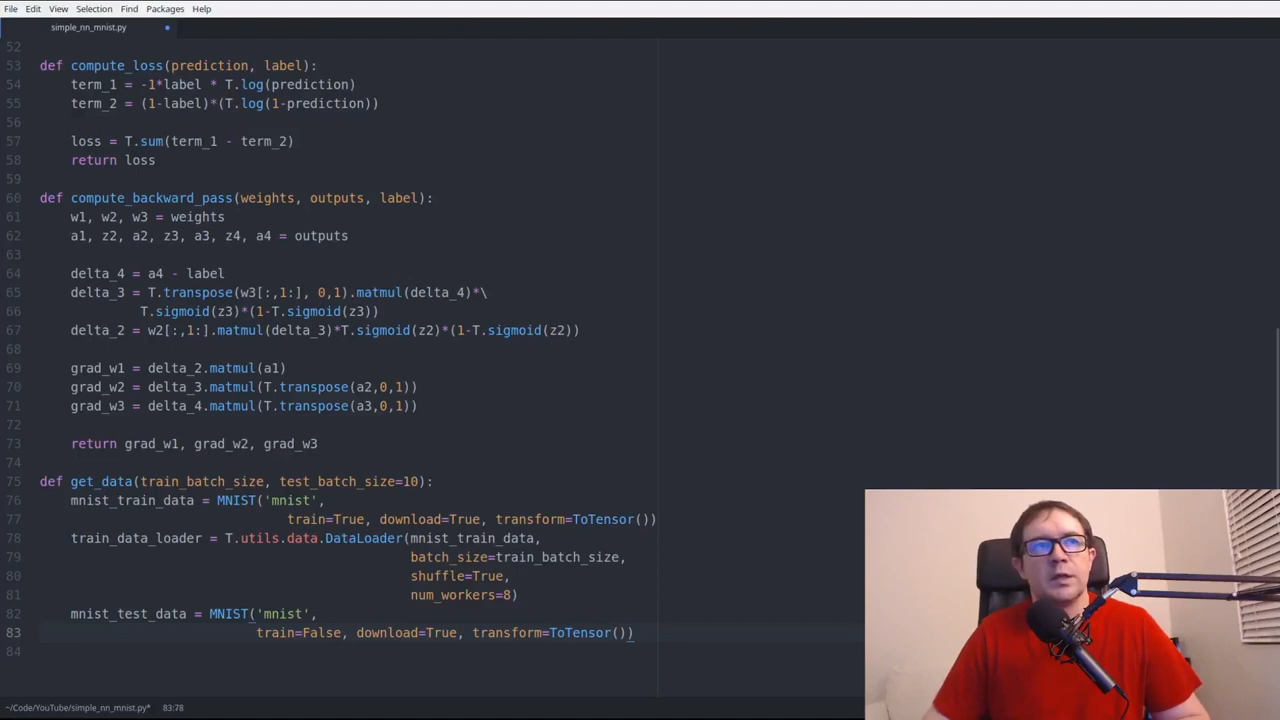 File Edit View Selection Find Packages Help
simple_nn_mnist.py
52
53 def compute_loss(prediction, label):
54     term_1 = -1*label * T.log(prediction)
55     term_2 = (1-label)*(T.log(1-prediction))
56
57     loss = T.sum(term_1 - term_2)
58     return loss
59
60 def compute_backward_pass(weights, outputs, label):
61     w1, w2, w3 = weights
62     a1, z2, a2, z3, a3, z4, a4 = outputs
63
64     delta_4 = a4 - label
65     delta_3 = T.transpose(w3[:,1:], 0,1).matmul(delta_4)*\
66              T.sigmoid(z3)*(1-T.sigmoid(z3))
67     delta_2 = w2[:,1:].matmul(delta_3)*T.sigmoid(z2)*(1-T.sigmoid(z2))
68
69     grad_w1 = delta_2.matmul(a1)
70     grad_w2 = delta_3.matmul(T.transpose(a2,0,1))
71     grad_w3 = delta_4.matmul(T.transpose(a3,0,1))
72
73     return grad_w1, grad_w2, grad_w3
74
75 def get_data(train_batch_size, test_batch_size=10):
76     mnist_train_data = MNIST('mnist',
77                                 train=True, download=True, transform=ToTensor())
78     train_data_loader = T.utils.data.DataLoader(mnist_train_data,
79                                                 batch_size=train_batch_size,
80                                                 shuffle=True,
81                                                 num_workers=8)
82     mnist_test_data = MNIST('mnist',
83                             train=False, download=True, transform=ToTensor())
84
~/Code/YouTube/simple_nn_mnist.py* 83:78